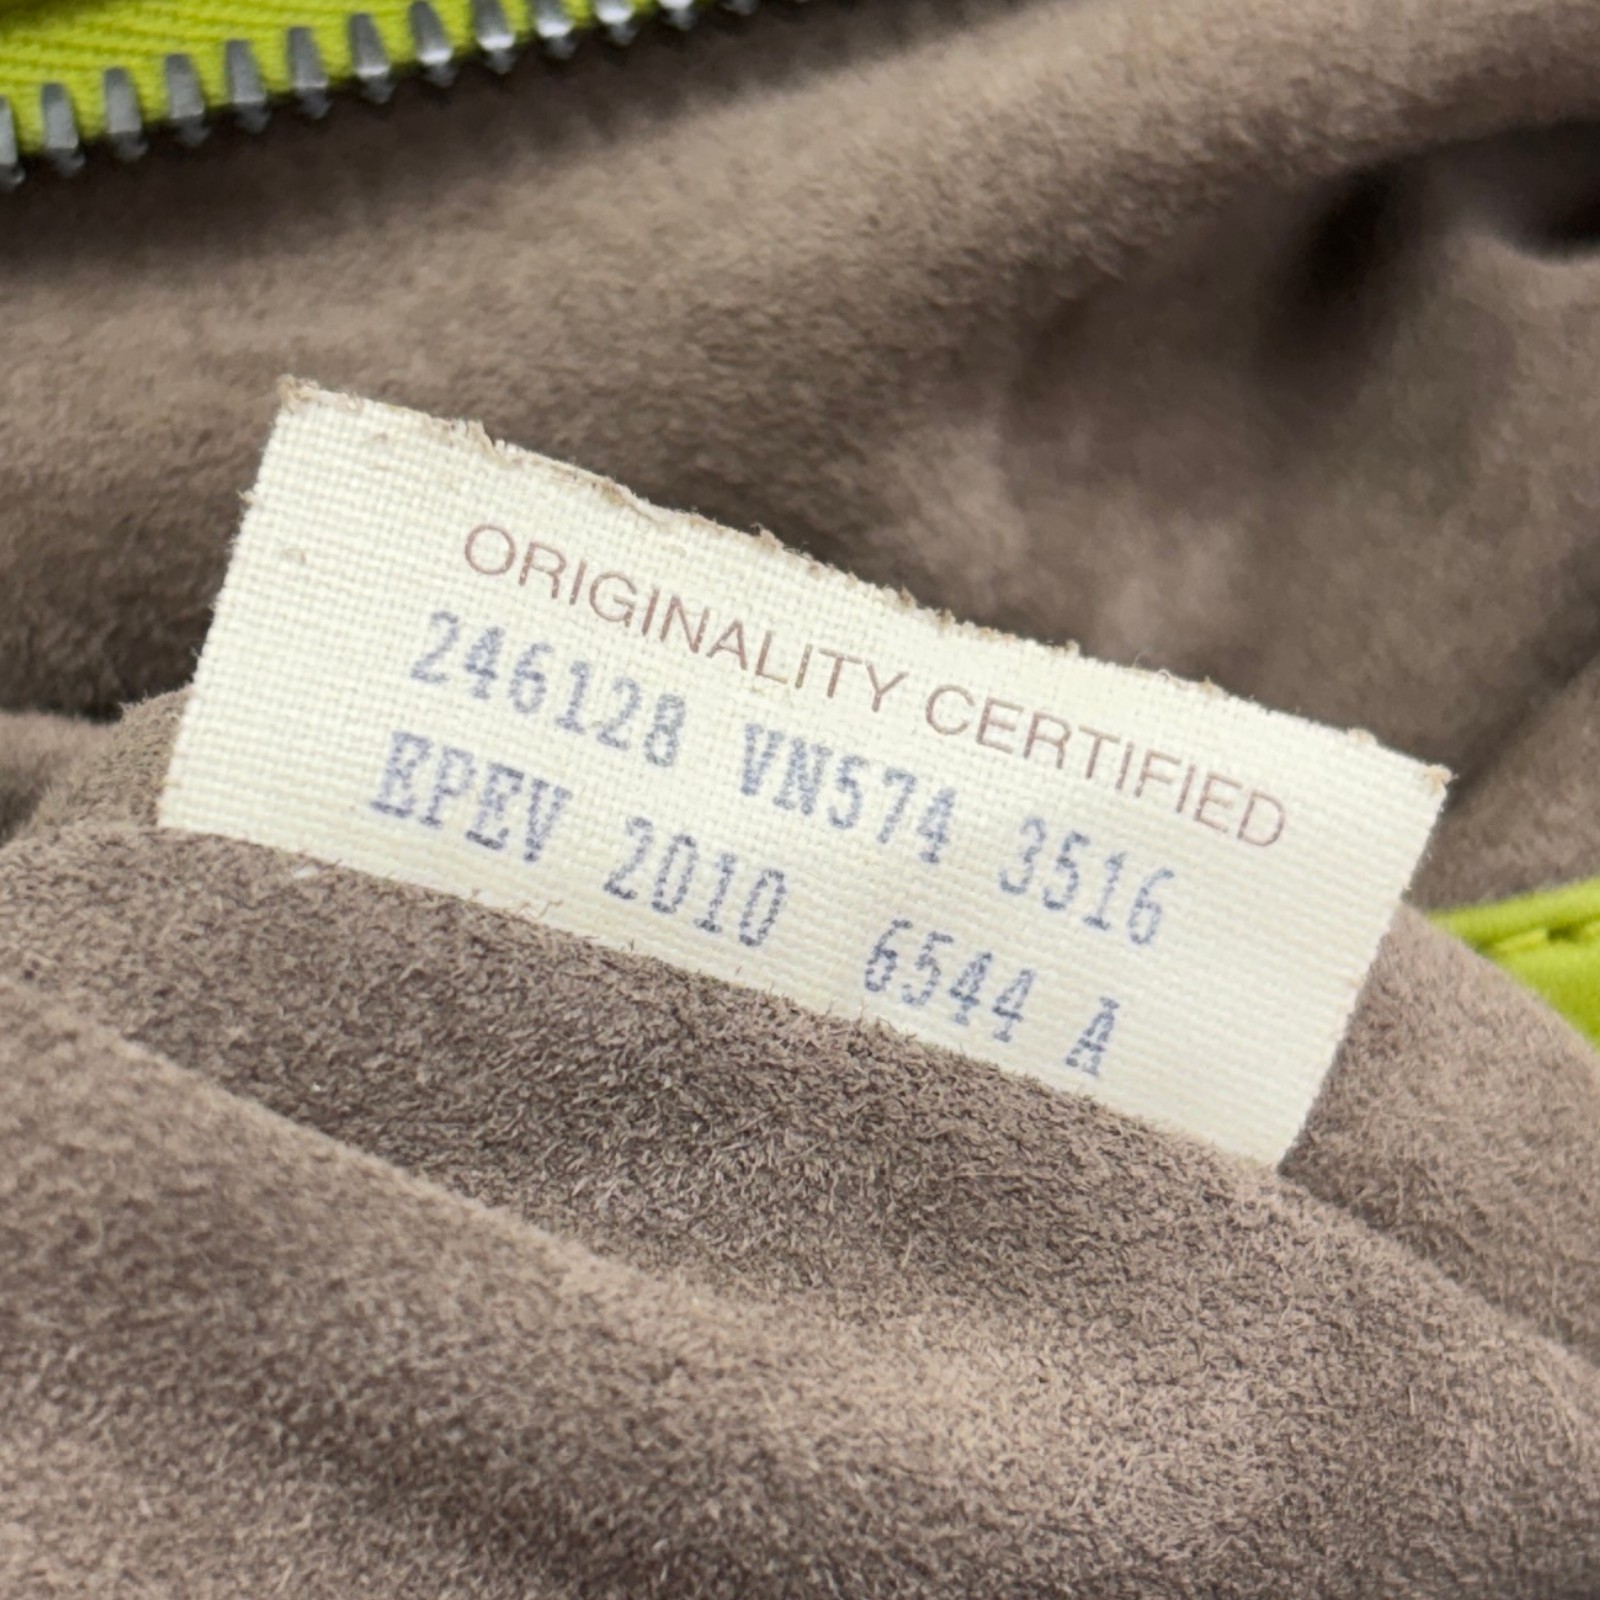 ORIGINALITY CERTIFIED
246128 VN574 3516
EPEV 2010 6544 A